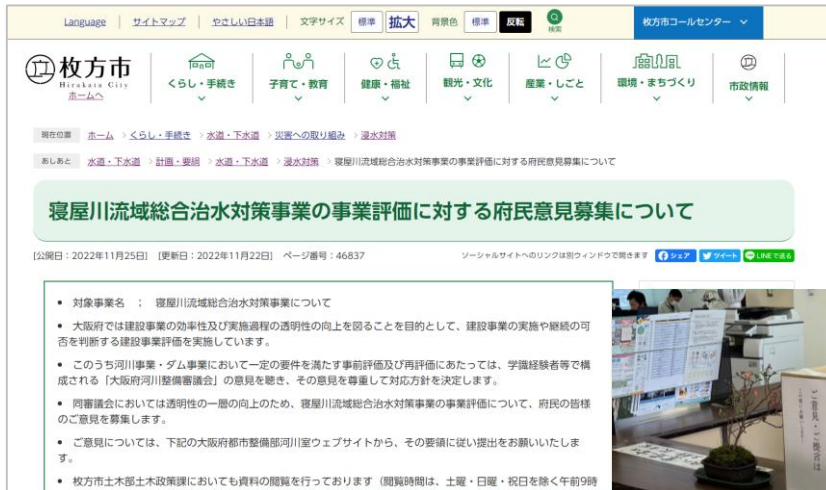 Language
サイトマップ
やさしい日本語
文字サイズ 標準 拡大
背景色 標準 反転
検索
枚方市コールセンター
枚方市
Hirakata City
ホームへ
くらし・手続き
子育て・教育
健康・福祉
観光・文化
産業・しごと
環境・まちづくり
市政情報
現在位置 ホーム > くらし・手続き > 水道・下水道 > 災害への取り組み > 浸水対策
あしあと 水道・下水道 > 計画・要綱 > 水道・下水道 > 浸水対策 > 寝屋川流域総合治水対策事業の事業評価に対する府民意見募集について
寝屋川流域総合治水対策事業の事業評価に対する府民意見募集について
[公開日：2022年11月25日] [更新日：2022年11月22日] ページ番号：46837
ソーシャルサイトへのリンクは別ウィンドウで開きます シェア ツイート LINEで送る
• 対象事業名 ： 寝屋川流域総合治水対策事業について
• 大阪府では建設事業の効率性及び実施過程の透明性の向上を図ることを目的として、建設事業の実施や継続の可
否を判断する建設事業評価を実施しています。
• このうち河川事業・ダム事業において一定の要件を満たす事前評価及び再評価にあたっては、学識経験者等で構
成される「大阪府河川整備審議会」の意見を聴き、その意見を尊重して対応方針を決定します。
• 同審議会においては透明性の一層の向上のため、寝屋川流域総合治水対策事業の事業評価について、府民の皆様
のご意見を募集します。
• ご意見については、下記の大阪府都市整備部河川室ウェブサイトから、その要領に従い提出をお願いいたしま
す。
• 枚方市土木部土木政策課においても資料の閲覧を行っております（閲覧時間は、土曜・日曜・祝日を除く午前9時
ご意見・ご提言は